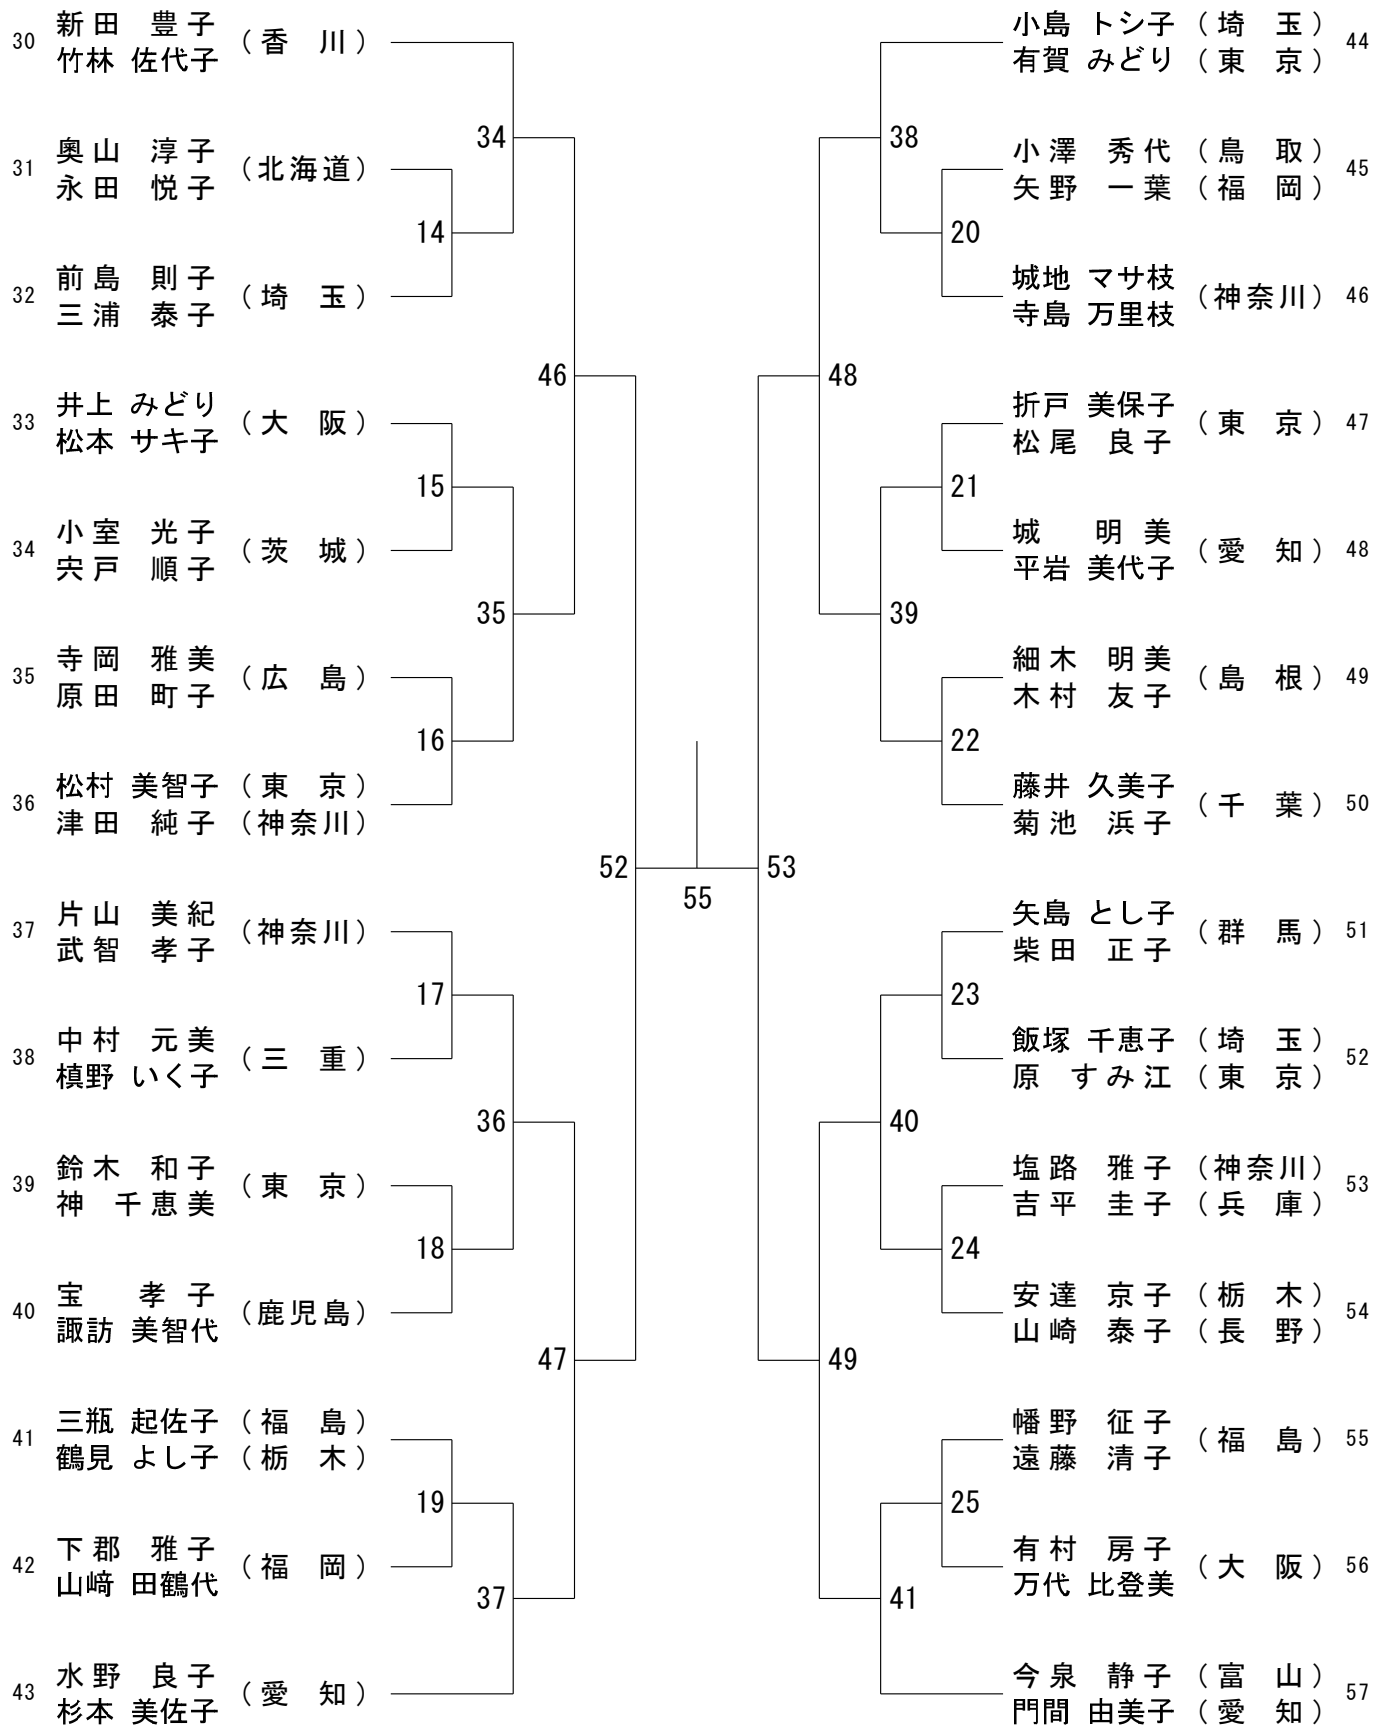 30 新田 豊子 (香 川)
竹林 佐代子
31 奥山 淳子 (北海道)
永田 悦子
14
34
32 前島 則子 (埼 玉)
三浦 泰子
46
33 井上 みどり (大 阪)
松本 サキ子
15
34 小室 光子 (茨 城)
宍戸 順子
35
35 寺岡 雅美 (広 島)
原田 町子
16
36 松村 美智子 (東 京)
津田 純子 (神奈川)
52
37 片山 美紀 (神奈川)
武智 孝子
17
38 中村 元美 (三 重)
槙野 いく子
36
39 鈴木 和子 (東 京)
神 千恵美
18
40 宝 孝子 (鹿児島)
諏訪 美智代
47
41 三瓶 起佐子 (福 島)
鶴見 よし子 (栃 木)
19
42 下郡 雅子 (福 岡)
山﨑 田鶴代
37
43 水野 良子 (愛 知)
杉本 美佐子
55
小島 トシ子 (埼 玉) 44
有賀 みどり (東 京)
38
小澤 秀代 (鳥 取) 45
矢野 一葉 (福 岡)
20
城地 マサ枝 (神奈川) 46
寺島 万里枝
48
折戸 美保子 (東 京) 47
松尾 良子
21
城 明美 (愛 知) 48
平岩 美代子
39
細木 明美 (島 根) 49
木村 友子
22
藤井 久美子 (千 葉) 50
菊池 浜子
53
矢島 とし子 (群 馬) 51
柴田 正子
23
飯塚 千恵子 (埼 玉) 52
原 すみ江 (東 京)
40
塩路 雅子 (神奈川) 53
吉平 圭子 (兵 庫)
24
安達 京子 (栃 木) 54
山崎 泰子 (長 野)
49
幡野 征子 (福 島) 55
遠藤 清子
25
有村 房子 (大 阪) 56
万代 比登美
41
今泉 静子 (富 山) 57
門間 由美子 (愛 知)